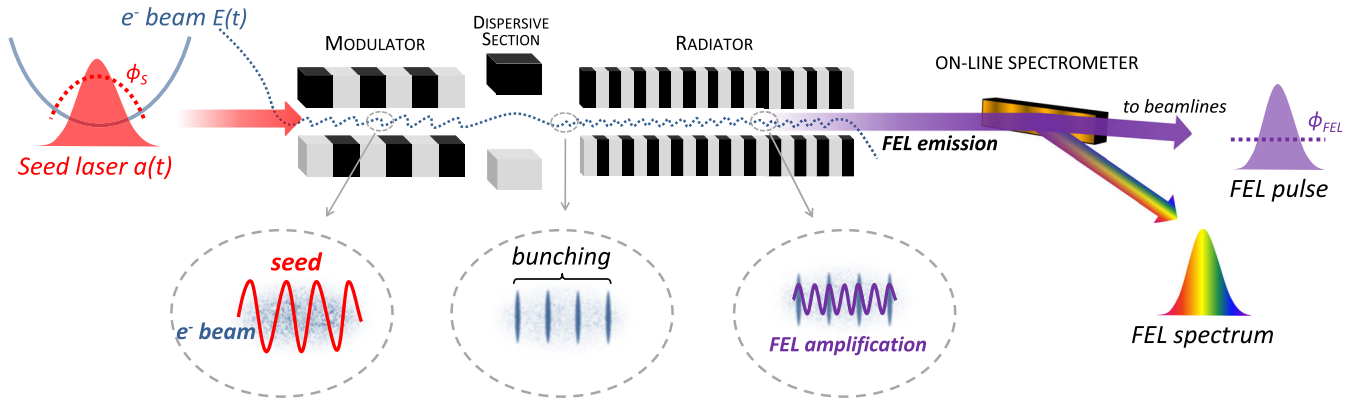 e⁻ beam E(t)
ϕS
Seed laser a(t)
MODULATOR
DISPERSIVE
SECTION
RADIATOR
ON-LINE SPECTROMETER
to beamlines
FEL emission
ϕFEL
FEL pulse
seed
e⁻ beam
bunching
FEL amplification
FEL spectrum